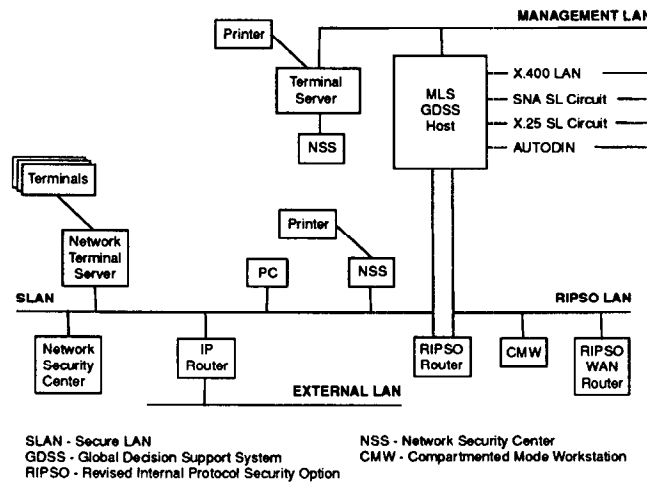 MANAGEMENT LAN
Printer
Terminal
Server
NSS
MLS
GDSS
Host
X.400 LAN
SNA SL Circuit
X.25 SL Circuit
AUTODIN
Terminals
Network
Terminal
Server
Printer
PC
NSS
SLAN
RIPSO LAN
Network
Security
Center
IP
Router
RIPSO
Router
CMW
RIPSO
WAN
Router
EXTERNAL LAN
SLAN - Secure LAN
GDSS - Global Decision Support System
RIPSO - Revised Internal Protocol Security Option
NSS - Network Security Center
CMW - Compartmented Mode Workstation